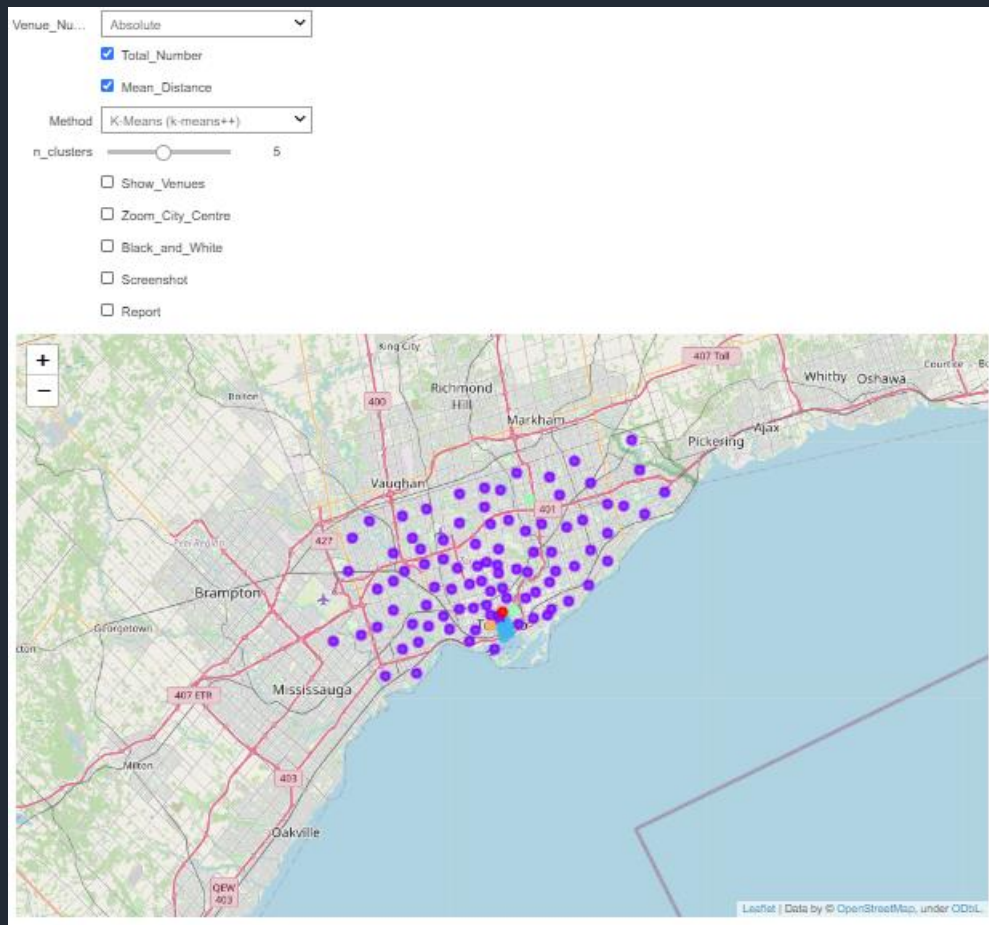 Venue_Nu... Absolute
Total_Number
Mean_Distance
Method K-Means (k-means++)
n_clusters 5
Show_Venues
Zoom_City_Centre
Black_and_White
Screenshot
Report
+
−
King City
407 Toll
Whitby Oshawa
Richmond
Hill
Bolton
400
Markham
Ajax
Pickering
Vaughan
401
427
Peel Region
Brampton
Georgetown
Mississauga
407 ETR
Milton
403
Oakville
QEW
403
Leaflet | Data by © OpenStreetMap, under ODbL.